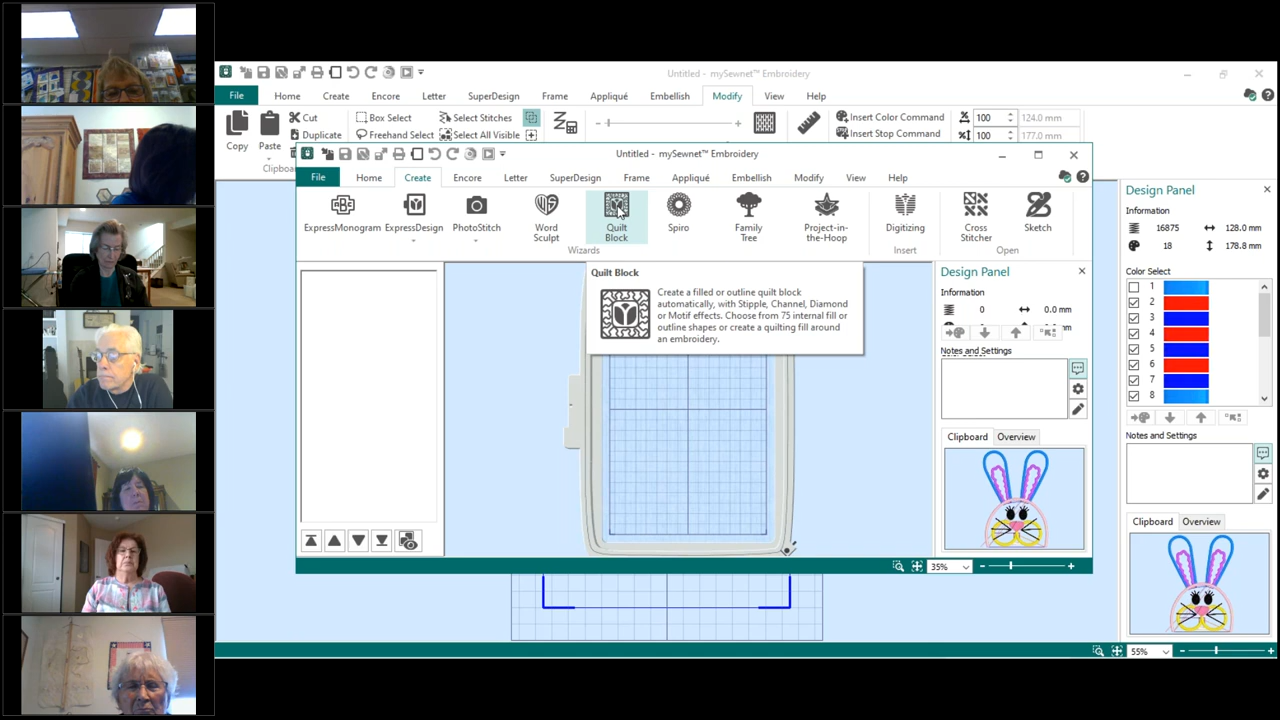 Untitled - mySewnet™ Embroidery
File Home Create Encore Letter SuperDesign Frame Appliqué Embellish Modify View Help
Copy
Paste
Cut
Duplicate
Clipboa
Box Select
Freehand Select
Select Stitches
Select All Visible
Insert Color Command
Insert Stop Command
100 124.0 mm
100 177.0 mm
Untitled - mySewnet™ Embroidery
File Home Create Encore Letter SuperDesign Frame Appliqué Embellish Modify View Help
ExpressMonogram
ExpressDesign
PhotoStitch
Word
Sculpt
Quilt
Block
Spiro
Family
Tree
Project-in-
the-Hoop
Digitizing
Cross
Stitcher
Sketch
Wizards
Insert
Open
Quilt Block
Create a filled or outline quilt block
automatically, with Stipple, Channel, Diamond
or Motif effects. Choose from 75 internal fill or
outline shapes or create a quilting fill around
an embroidery.
Design Panel
Information
0 0.0 mm
Notes and Settings
Clipboard Overview
35%
Design Panel
Information
16875 128.0 mm
18 178.8 mm
Color Select
1
2
3
4
5
6
7
8
Notes and Settings
Clipboard Overview
55%